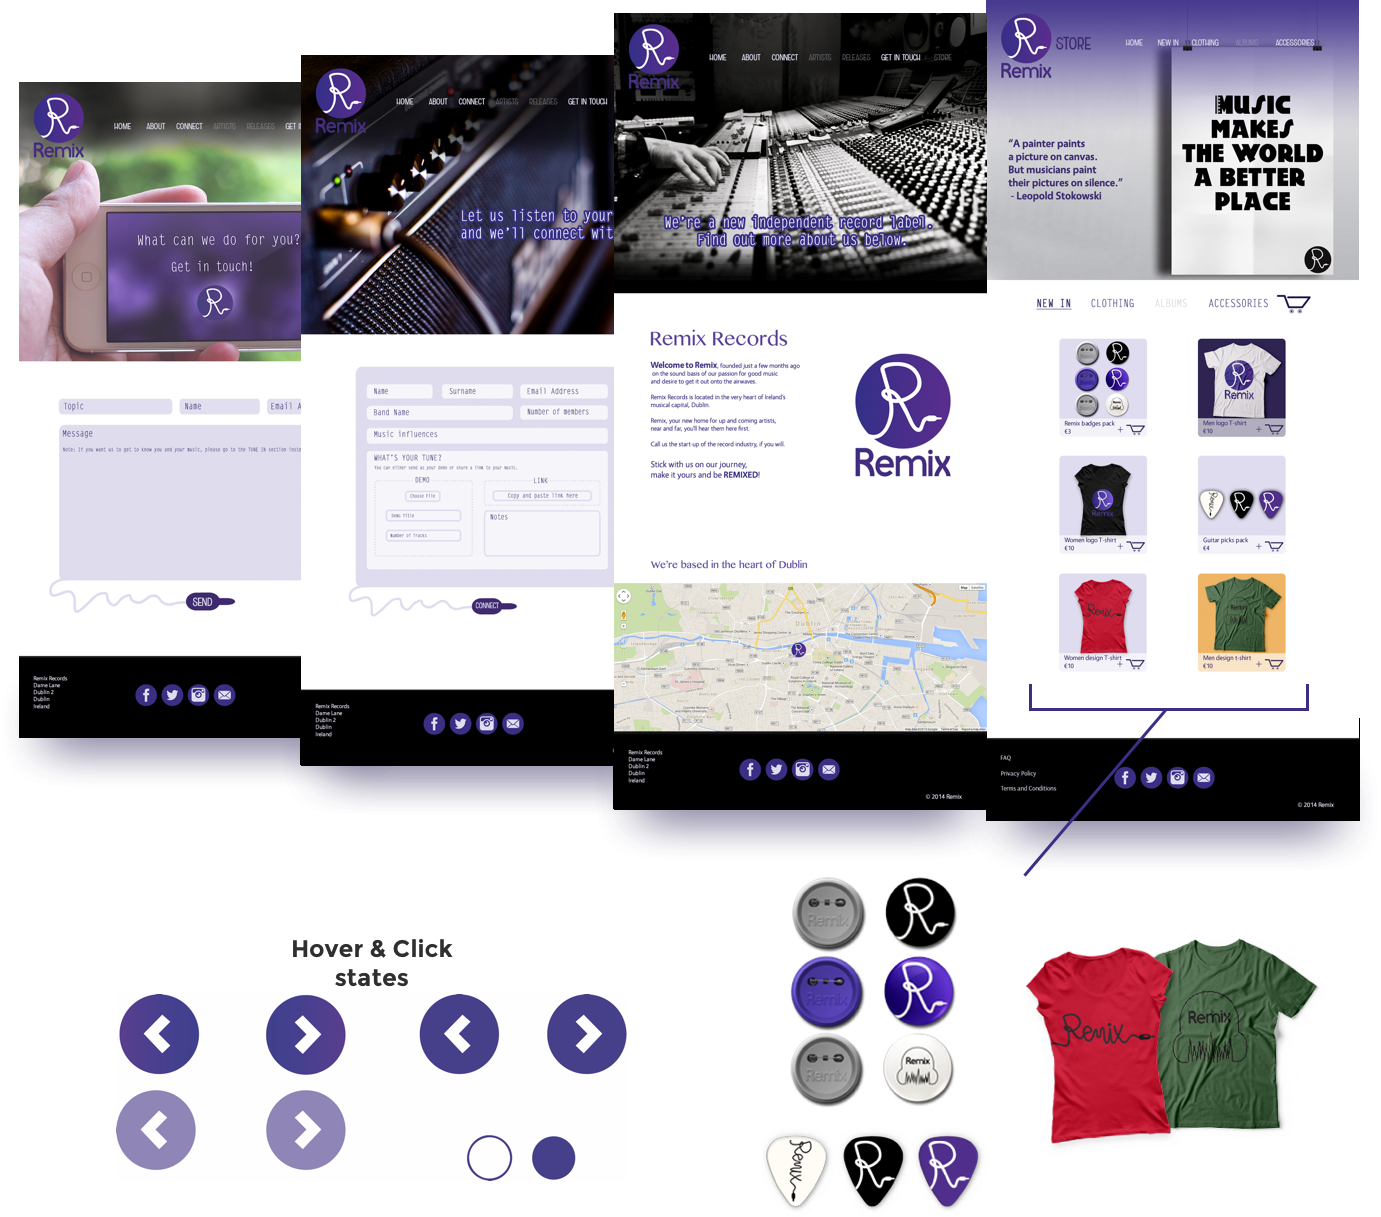 Remix
HOME ABOUT CONNECT ARTISTS RELEASES GET I
What can we do for you?
Get in touch!
Topic
Name
Email A
Message
Note: If you want us to get to know you and your music, please go to the TUNE IN section inste
SEND
Remix Records
Dame Lane
Dublin 2
Dublin
Ireland
Remix
HOME ABOUT CONNECT ARTISTS RELEASES GET IN TOUCH
Let us listen to your
and we'll connect wit
Name
Surname
Email Address
Band Name
Number of members
Music influences
WHAT'S YOUR TUNE?
You can either send us your demo or share a link to your music.
DEMO
LINK
Choose File
Copy and paste link here
Demo Title
Notes
Number of Tracks
CONNECT
Remix Records
Dame Lane
Dublin 2
Dublin
Ireland
Remix
HOME ABOUT CONNECT ARTISTS RELEASES GET IN TOUCH STORE
We're a new independent record label.
Find out more about us below.
Remix Records
Welcome to Remix, founded just a few months ago
on the sound basis of our passion for good music
and desire to get it out onto the airwaves.
Remix Records is located in the very heart of Ireland's
musical capital, Dublin.
Remix, your new home for up and coming artists,
near and far, you'll hear them here first.
Call us the start-up of the record industry, if you will.
Stick with us on our journey,
make it yours and be REMIXED!
Remix
We're based in the heart of Dublin
Map
Dublin
Remix Records
Dame Lane
Dublin 2
Dublin
Ireland
© 2014 Remix
Remix
STORE
HOME NEW IN CLOTHING ALBUMS ACCESSORIES
"A painter paints
a picture on canvas.
But musicians paint
their pictures on silence."
- Leopold Stokowski
MUSIC
MAKES
THE WORLD
A BETTER
PLACE
NEW IN CLOTHING ALBUMS ACCESSORIES
Remix badges pack
€3
+
Remix
Men logo T-shirt
€10
+
Remix
Women logo T-shirt
€10
+
Guitar picks pack
€4
+
Remix
Women design T-shirt
€10
+
Remix
Men design t-shirt
€10
+
FAQ
Privacy Policy
Terms and Conditions
© 2014 Remix
Hover & Click
states
Remix
Remix
Remix
Remix
Remix
Remix
Remix